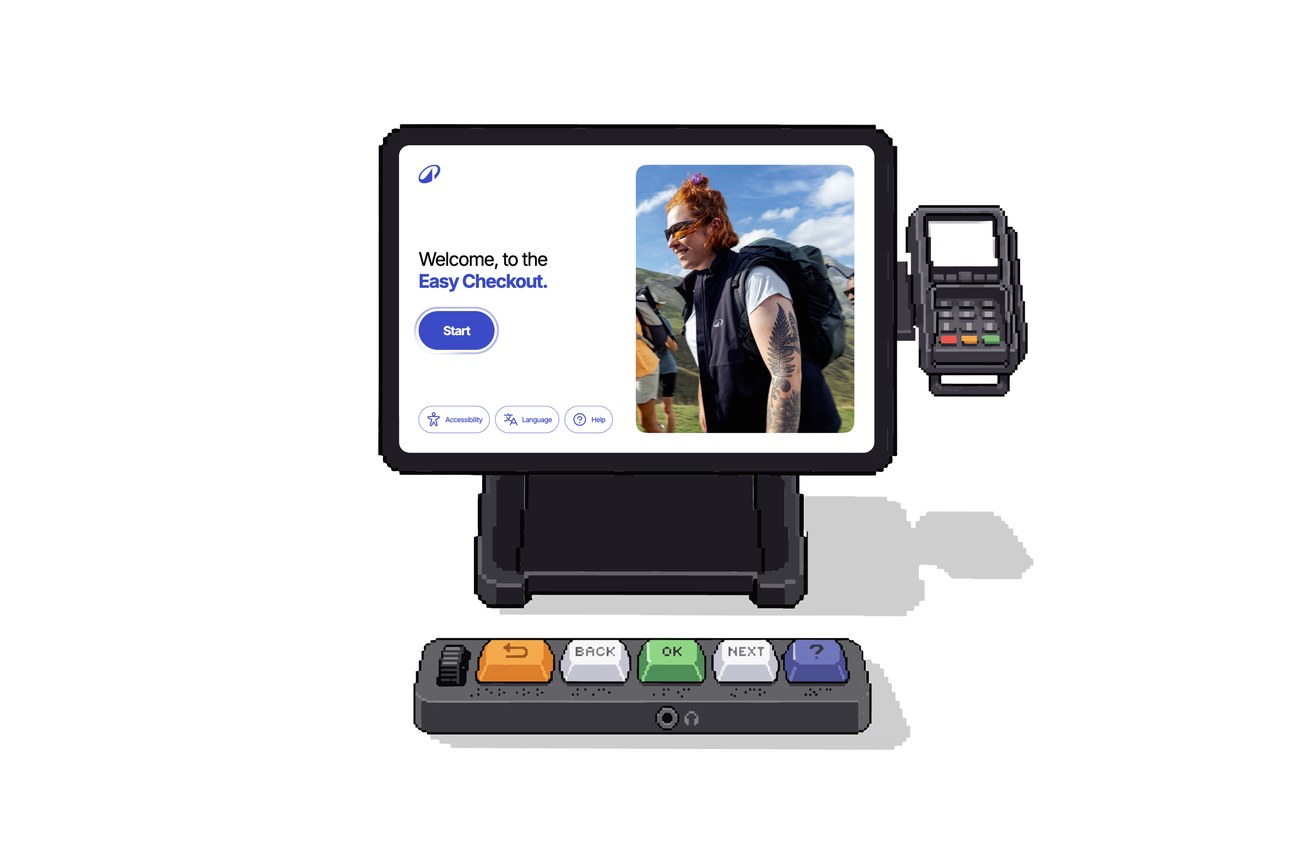 Welcome, to the
Easy Checkout.
Start
Accessibility
Language
Help
BACK
OK
NEXT
?